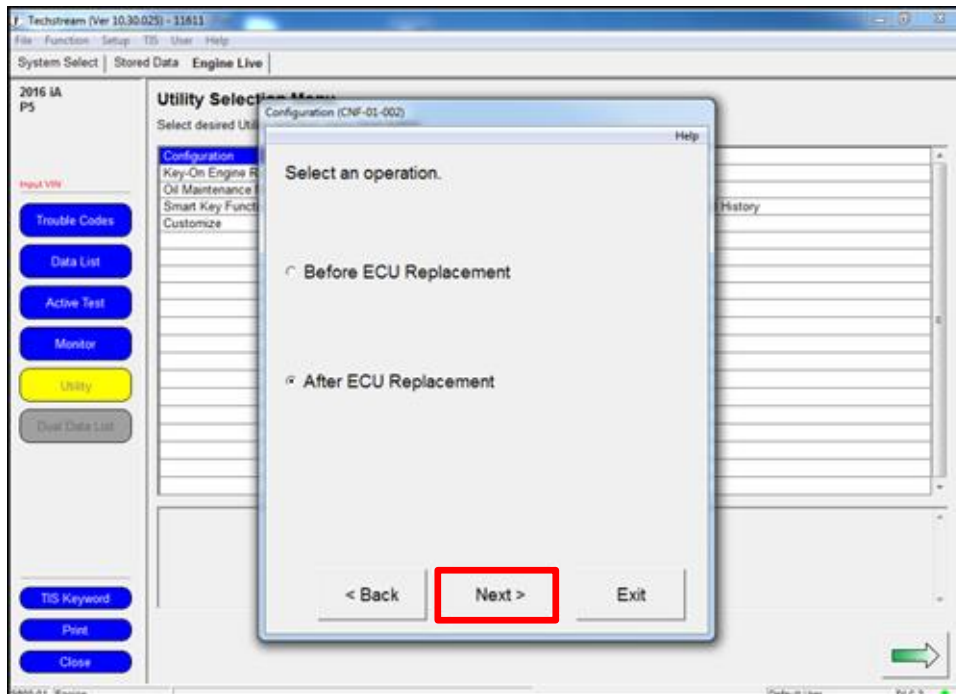 Techstream (Ver 10.30.025) - 11611
File Function Setup TIS User Help
System Select Stored Data Engine Live
2016 iA
P5
Input VIN
Trouble Codes
Data List
Active Test
Monitor
Utility
Dual Data List
TIS Keyword
Print
Close
Utility Selection Menu
Select desired
Configuration
Key-On Engine
Oil Maintenance
Smart Key
History
Customize
Configuration (CNF-01-002)
Help
Select an operation.
Before ECU Replacement
After ECU Replacement
< Back Next > Exit
Default User